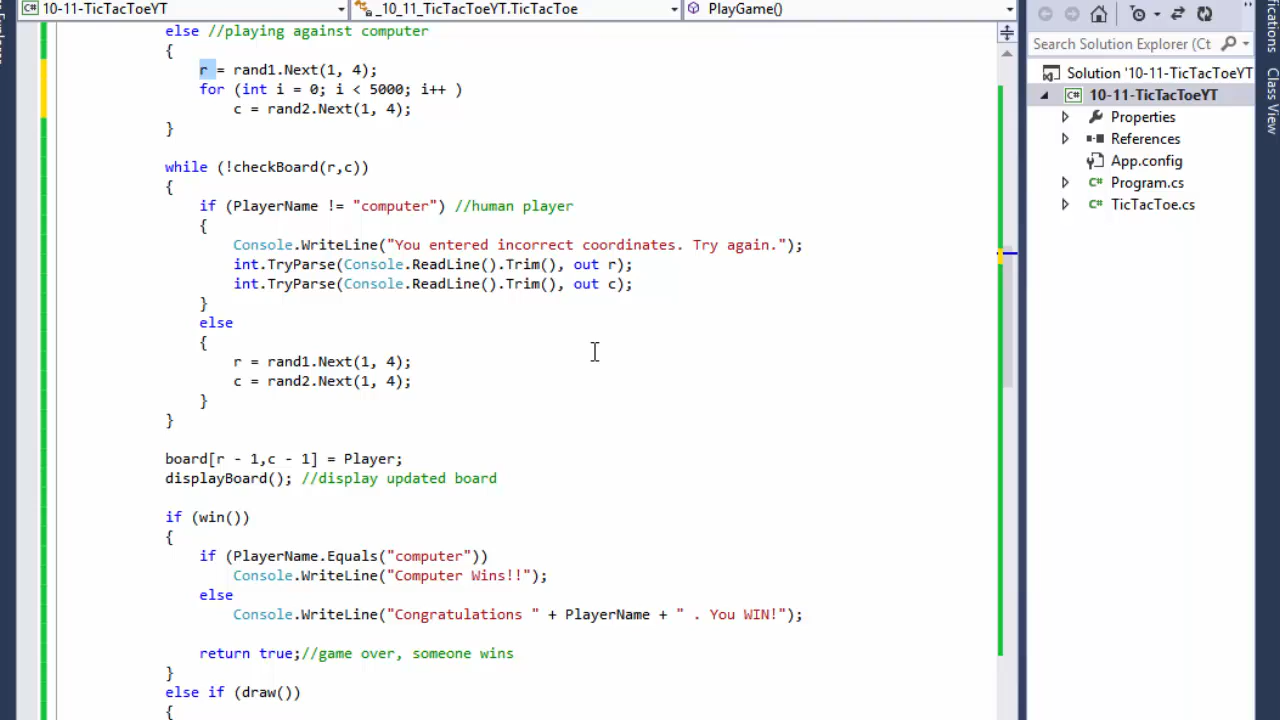 10-11-TicTacToeYT
_10_11_TicTacToeYT.TicTacToe
PlayGame()
else //playing against computer
{
r = rand1.Next(1, 4);
for (int i = 0; i < 5000; i++ )
c = rand2.Next(1, 4);
}
while (!checkBoard(r,c))
{
if (PlayerName != "computer") //human player
{
Console.WriteLine("You entered incorrect coordinates. Try again.");
int.TryParse(Console.ReadLine().Trim(), out r);
int.TryParse(Console.ReadLine().Trim(), out c);
}
else
{
r = rand1.Next(1, 4);
c = rand2.Next(1, 4);
}
}
board[r - 1,c - 1] = Player;
displayBoard(); //display updated board
if (win())
{
if (PlayerName.Equals("computer"))
Console.WriteLine("Computer Wins!!");
else
Console.WriteLine("Congratulations " + PlayerName + " . You WIN!");
return true;//game over, someone wins
}
else if (draw())
{
Search Solution Explorer (Ct
Solution '10-11-TicTacToeYT
10-11-TicTacToeYT
Properties
References
App.config
Program.cs
TicTacToe.cs
Class View